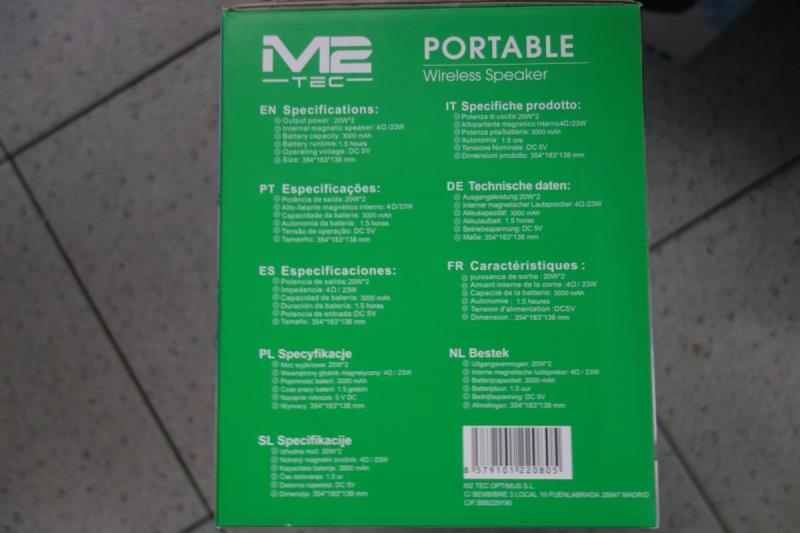 M2
TEC
PORTABLE
Wireless Speaker
EN Specifications:
Output power: 20W*2
Internal magnetic speaker: 4Ω/23W
Battery capacity: 3000 mAh
Battery runtime: 1.5 hours
Operating voltage: DC 5V
Size: 354*183*138 mm
IT Specifiche prodotto:
Potenza di uscita:20W*2
Altoparlante magnetico interno4Ω/23W
Potenza pila/batteria: 3000 mAh
Autonomia: 1.5 ore
Tensione Nominale :DC 5V
Dimensioni prodotto: 354*183*138 mm
PT Especificações:
Potência de saída:20W*2
Alto-falante magnético interno: 4Ω/23W
Capacidade da bateria: 3000 mAh
Autonomia da bateria: 1.5 horas
Tensão de operação: DC 5V
Tamanho: 354*183*138 mm
DE Technische daten:
Ausgangsleistung:20W*2
Interner magnetischer Lautsprecher: 4Ω/23W
Akkukapazität: 3000 mAh
Akkulaufzeit: 1.5 horas
Betriebsspannung: DC 5V
Maße: 354*183*138 mm
ES Especificaciones:
Potencia de salida:20W*2
Impedancia: 4Ω / 23W
Capacidad de batería: 3000 mAh
Duración de batería: 1.5 horas
Potencia de entrada:DC 5V
Tamaño: 354*183*138 mm
FR Caractéristiques :
puissance de sortie : 20W*2
Aimant interne de la corne :4Ω / 23W
Capacité de la batterie: 3000 mAh
Autonomie : 1.5 heures
Tension d'alimentation :DC5V
Dimension : 354*183*138 mm
PL Specyfikacje
Moc wyjściowa: 20W*2
Wewnętrzny głośnik magnetyczny: 4Ω / 23W
Pojemność baterii: 3000 mAh
Czas pracy baterii: 1.5 godzin
Napięcie robocze: 5 V DC
Wymiary: 354*183*138 mm
NL Bestek
Uitgangsvermogen: 20W*2
Interne magnetische luidspreker: 4Ω / 23W
Batterijcapaciteit: 3000 mAh
Batterijduur: 1.5 uur
Bedrijfsspanning: DC 5V
Afmetingen: 354*183*138 mm
SL Specifikacije
Izhodna moč: 20W*2
Notranji magnetni zvočnik: 4Ω / 23W
Kapaciteta baterije: 3000 mAh
Čas delovanja: 1.5 ur
Delovna napetost: DC 5V
Dimenzije: 354*183*138 mm
8 579101 220805
M2 TEC OPTIMUS S.L.
C/ BEMBIBRE 3 LOCAL 10 FUENLABRADA 28947 MADRID
CIF:B86229190